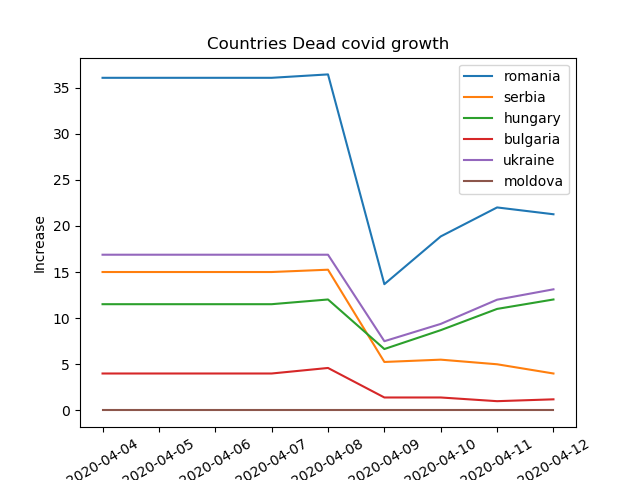 Countries Dead covid growth
romania
serbia
hungary
bulgaria
ukraine
moldova
Increase
35
30
25
20
15
10
5
0
2020-04-04
2020-04-05
2020-04-06
2020-04-07
2020-04-08
2020-04-09
2020-04-10
2020-04-11
2020-04-12